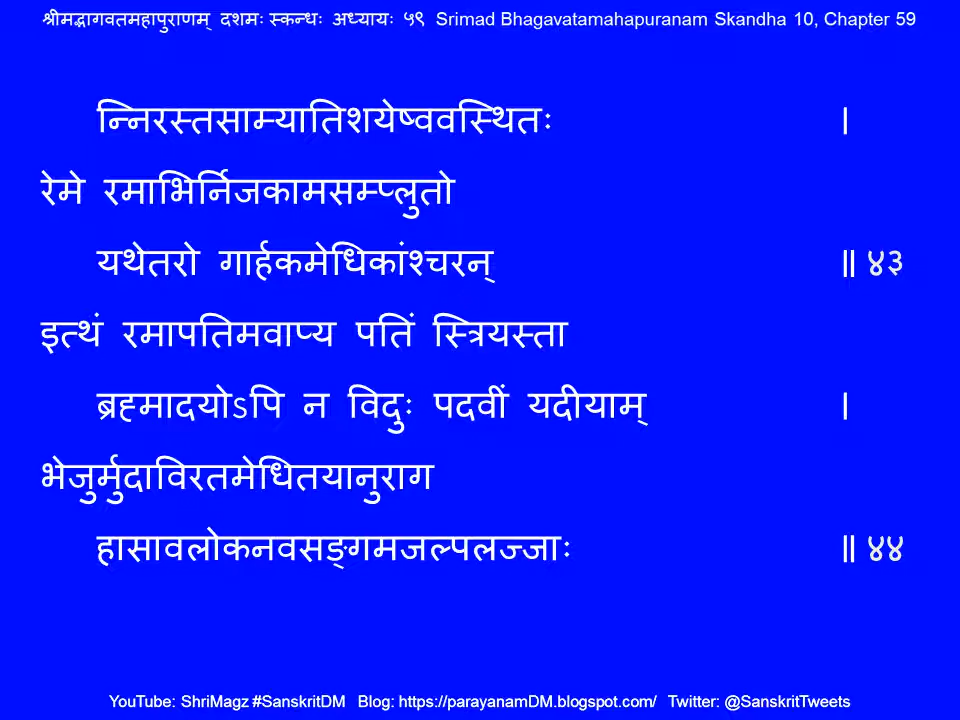 श्रीमद्भागवतमहापुराणम् दशमः स्कन्धः अध्यायः ५९ Srimad Bhagavatamahapuranam Skandha 10, Chapter 59
न्निरस्तसाम्यातिशयेष्ववस्थितः ।
रेमे रमाभिर्निजकामसम्प्लुतो
यथेतरो गार्हकमेधिकांश्चरन् ॥ ४३
इत्थं रमापतिमवाप्य पतिं स्त्रियस्ता
ब्रह्मादयोऽपि न विदुः पदवीं यदीयाम् ।
भेजुर्मुदाविरतमेधितयानुराग
हासावलोकनवसङ्गमजल्पलज्जाः ॥ ४४
YouTube: ShriMagz #SanskritDM Blog: https://parayanamDM.blogspot.com/ Twitter: @SanskritTweets